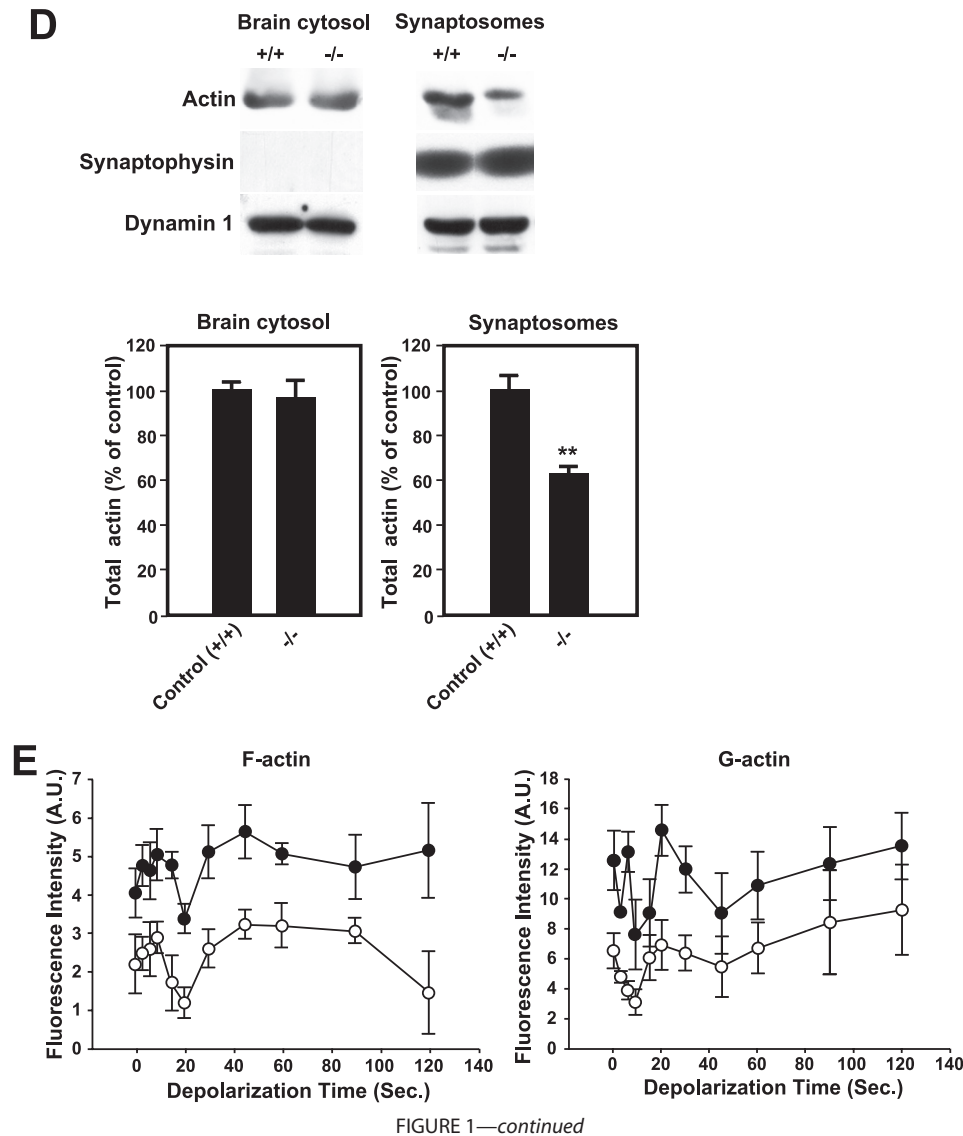 D
Brain cytosol Synaptosomes
+/+ -/- +/+ -/-
Actin
Synaptophysin
Dynamin 1
Brain cytosol
Total actin (% of control)
120
100
80
60
40
20
0
Control (+/+)
-/-
Synaptosomes
Total actin (% of control)
120
100
80
60
40
20
0
**
Control (+/+)
-/-
E
F-actin
Fluorescence Intensity (A.U.)
7
6
5
4
3
2
1
0
0 20 40 60 80 100 120 140
Depolarization Time (Sec.)
G-actin
Fluorescence Intensity (A.U.)
18
16
14
12
10
8
6
4
2
0
0 20 40 60 80 100 120 140
Depolarization Time (Sec.)
FIGURE 1—continued